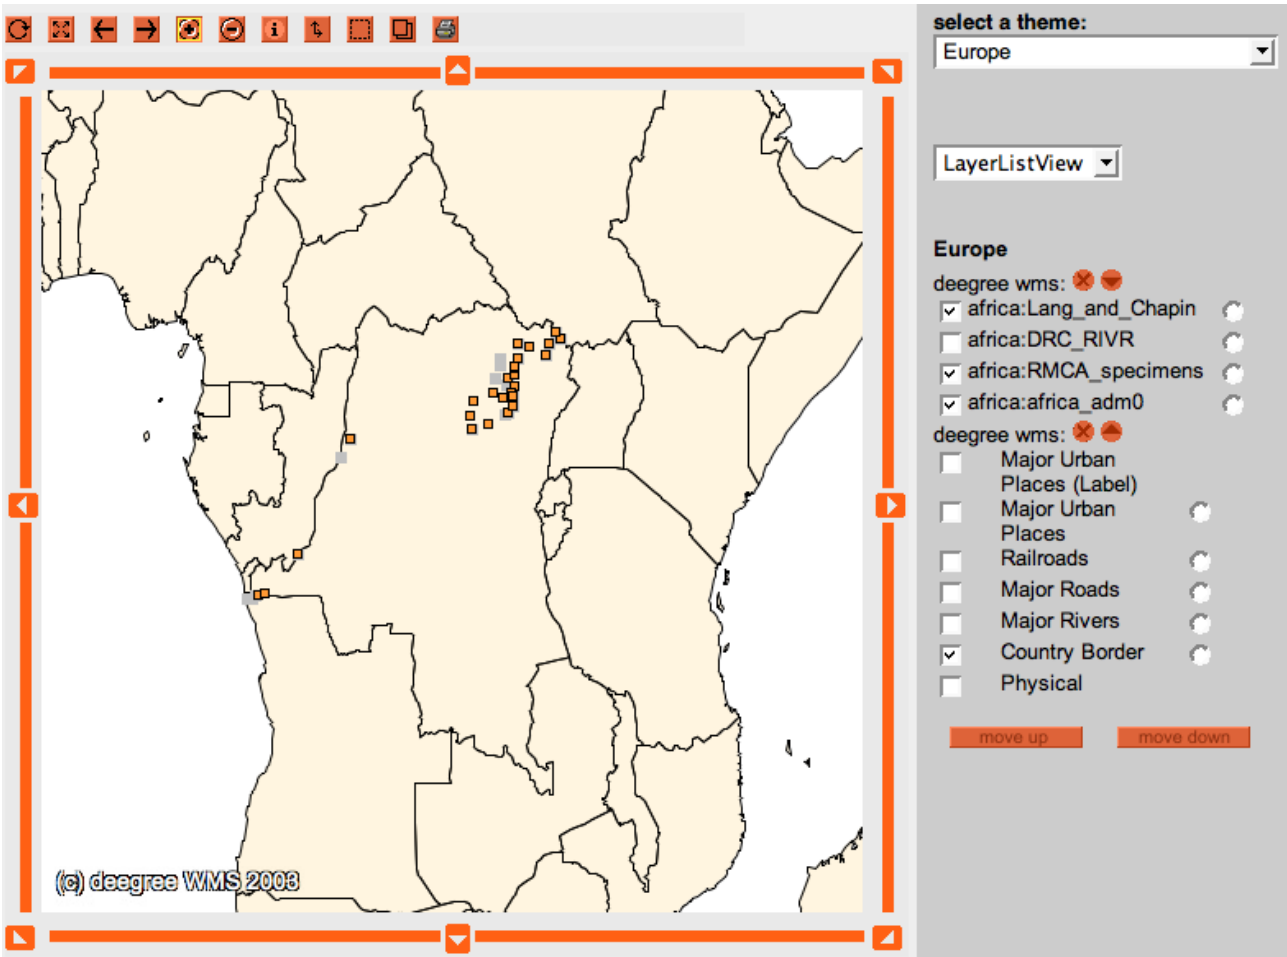 select a theme:
Europe
LayerListView
Europe
deegree wms:
africa:Lang_and_Chapin
africa:DRC_RIVR
africa:RMCA_specimens
africa:africa_adm0
deegree wms:
Major Urban
Places (Label)
Major Urban
Places
Railroads
Major Roads
Major Rivers
Country Border
Physical
move up
move down
(c) deegree WMS 2003